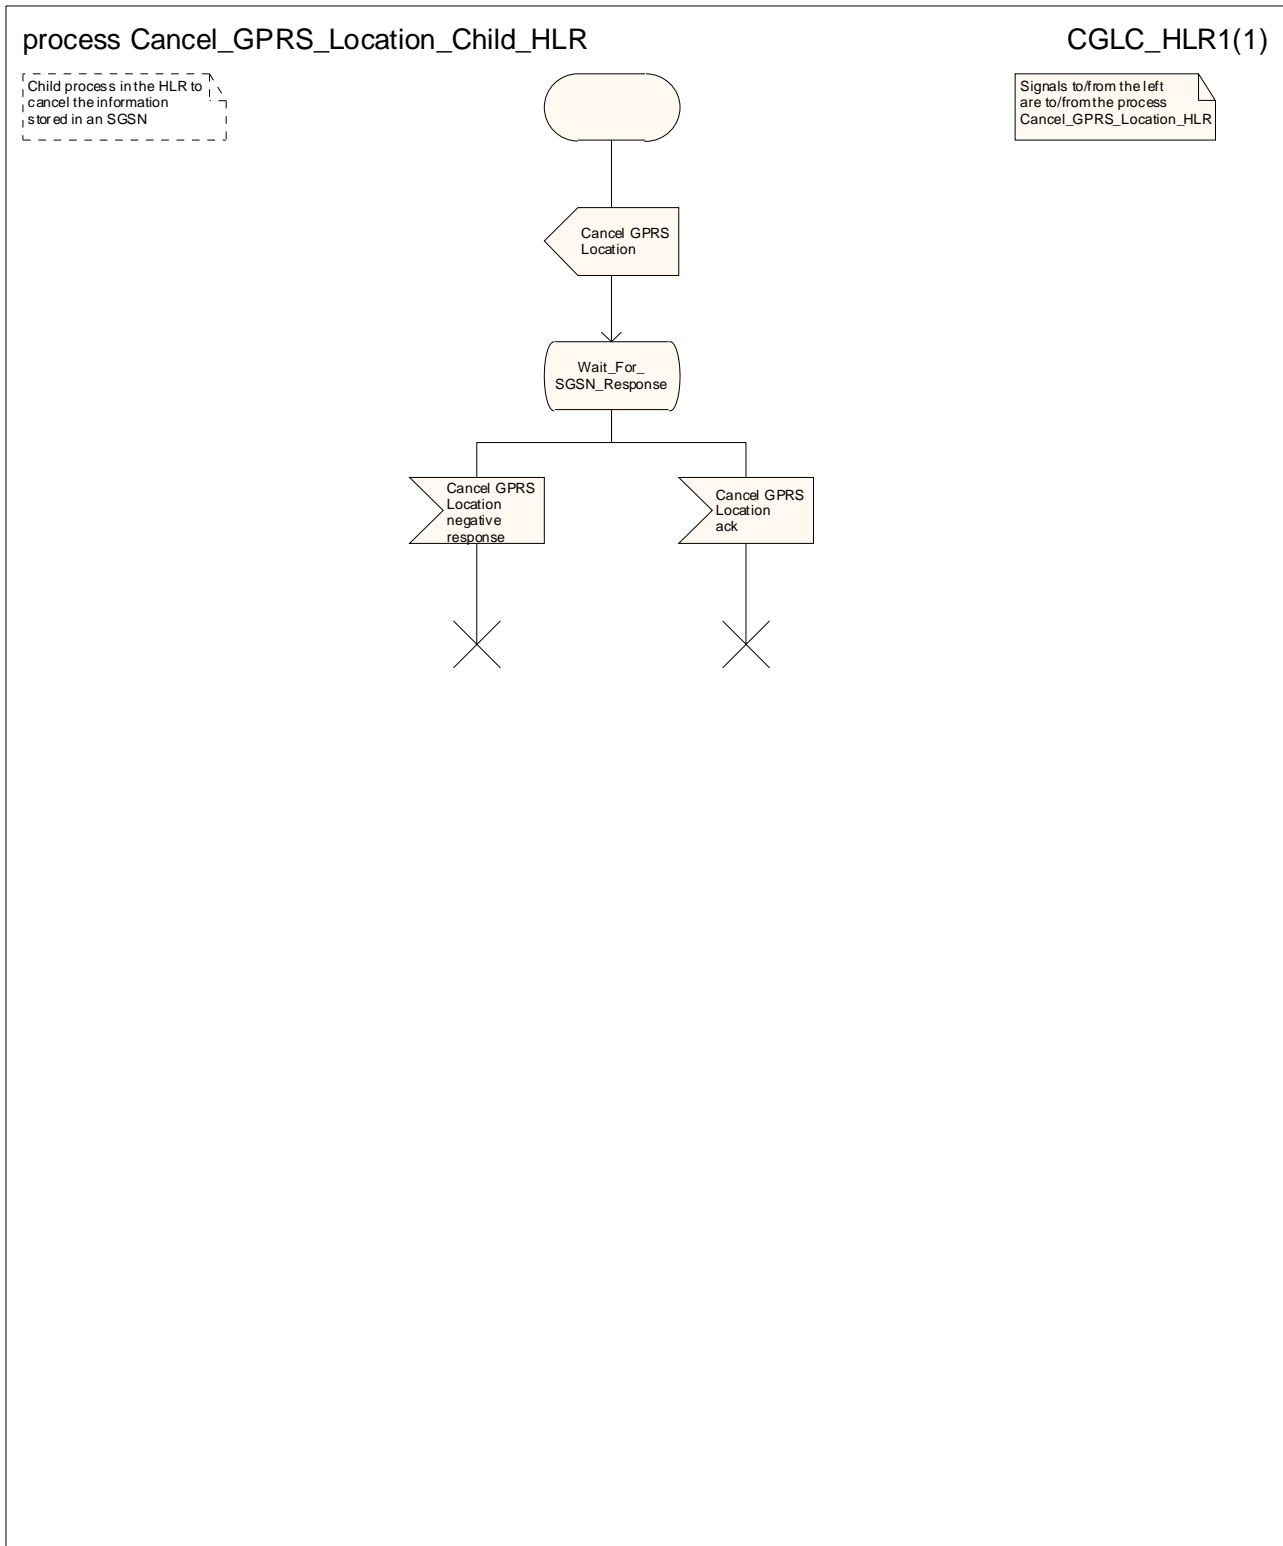 process Cancel_GPRS_Location_Child_HLR
CGLC_HLR1(1)
Child process in the HLR to
cancel the information
stored in an SGSN
Signals to/from the left
are to/from the process
Cancel_GPRS_Location_HLR
Cancel GPRS
Location
Wait_For_
SGSN_Response
Cancel GPRS
Location
negative
response
Cancel GPRS
Location
ack